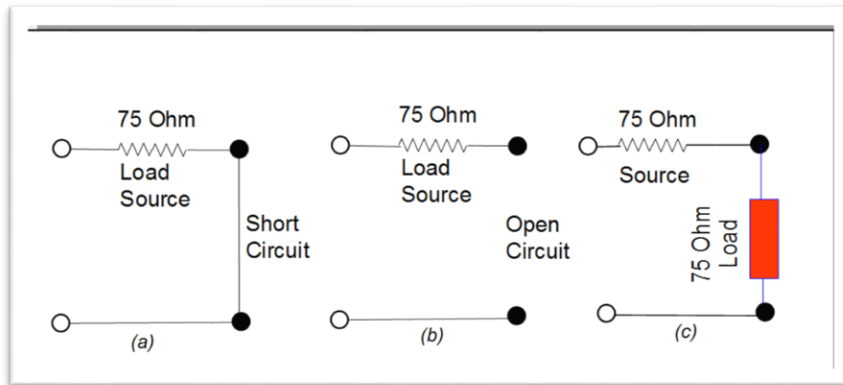 75 Ohm
Load
Source
Short
Circuit
(a)
75 Ohm
Load
Source
Open
Circuit
(b)
75 Ohm
Source
75 Ohm
Load
(c)